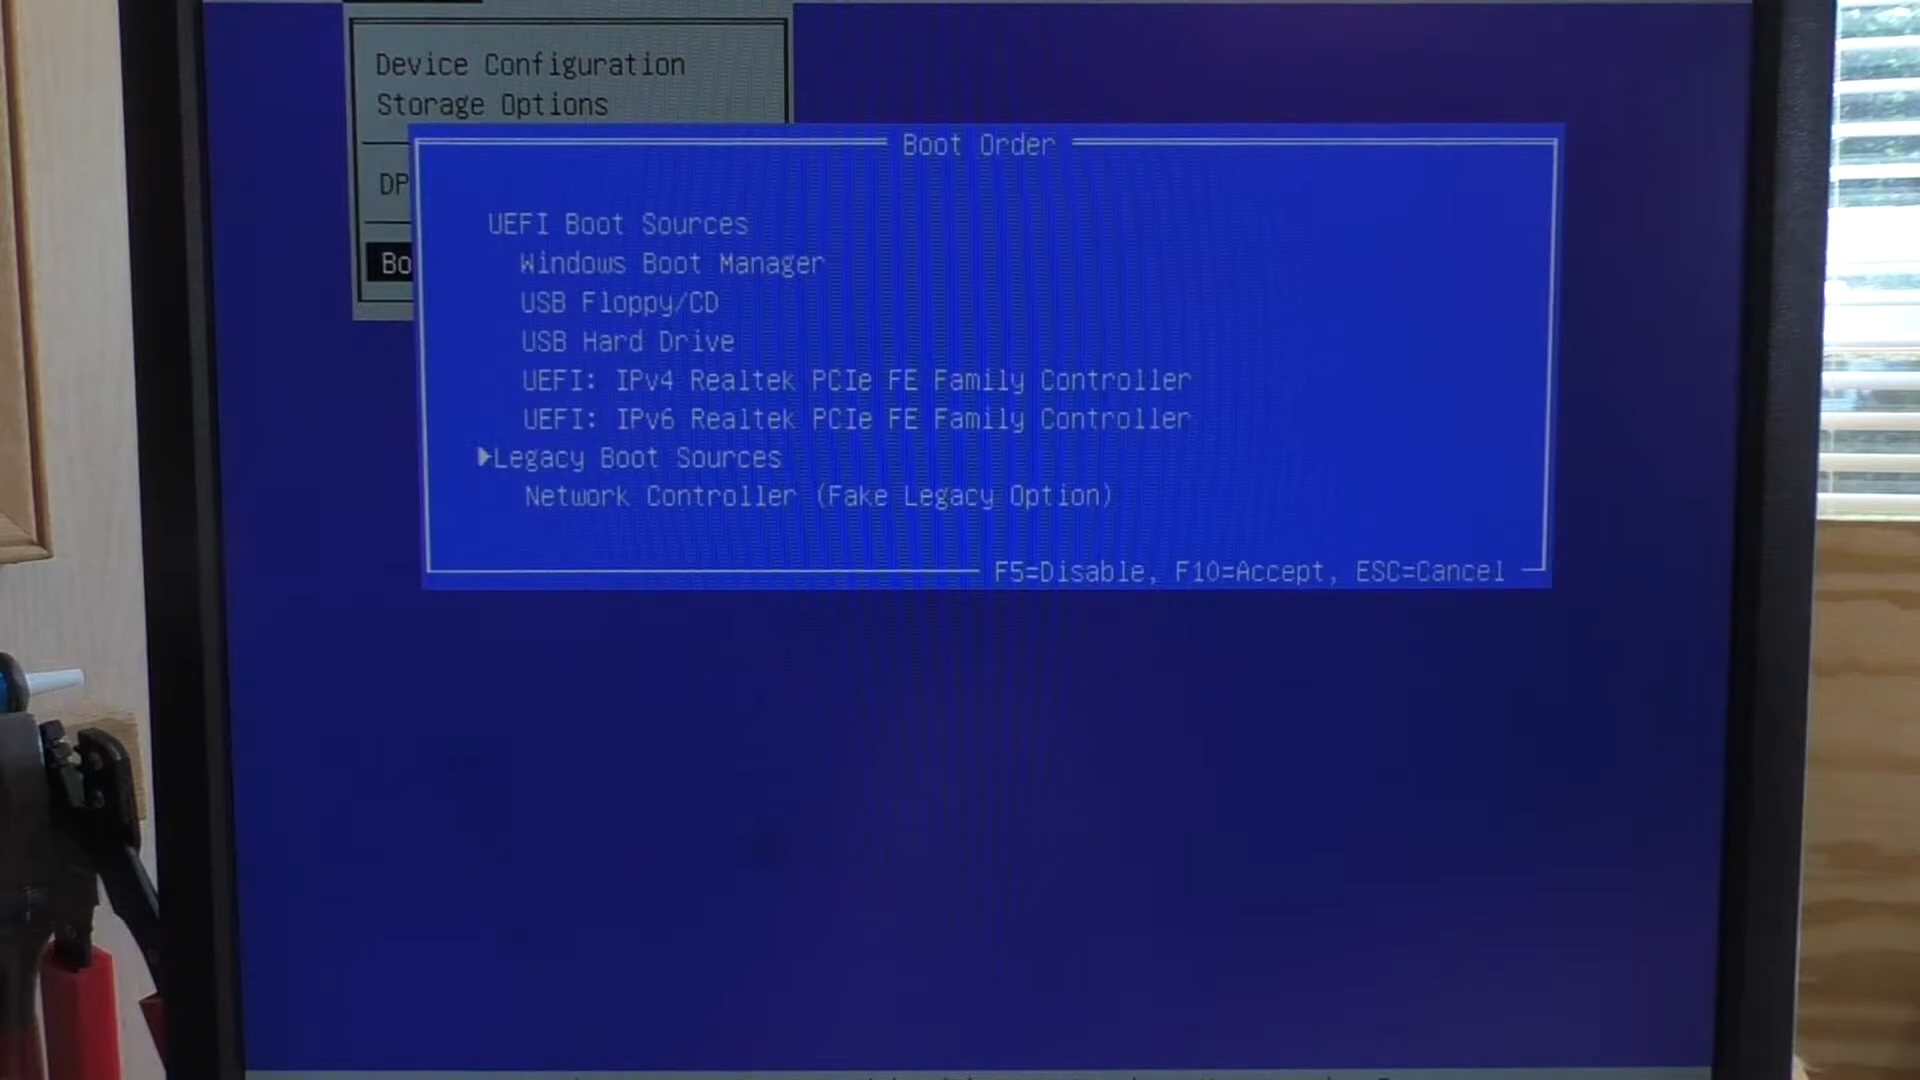 Device Configuration
Storage Options
DP
Bo
Boot Order
UEFI Boot Sources
Windows Boot Manager
USB Floppy/CD
USB Hard Drive
UEFI: IPv4 Realtek PCIe FE Family Controller
UEFI: IPv6 Realtek PCIe FE Family Controller
Legacy Boot Sources
Network Controller (Fake Legacy Option)
F5=Disable, F10=Accept, ESC=Cancel